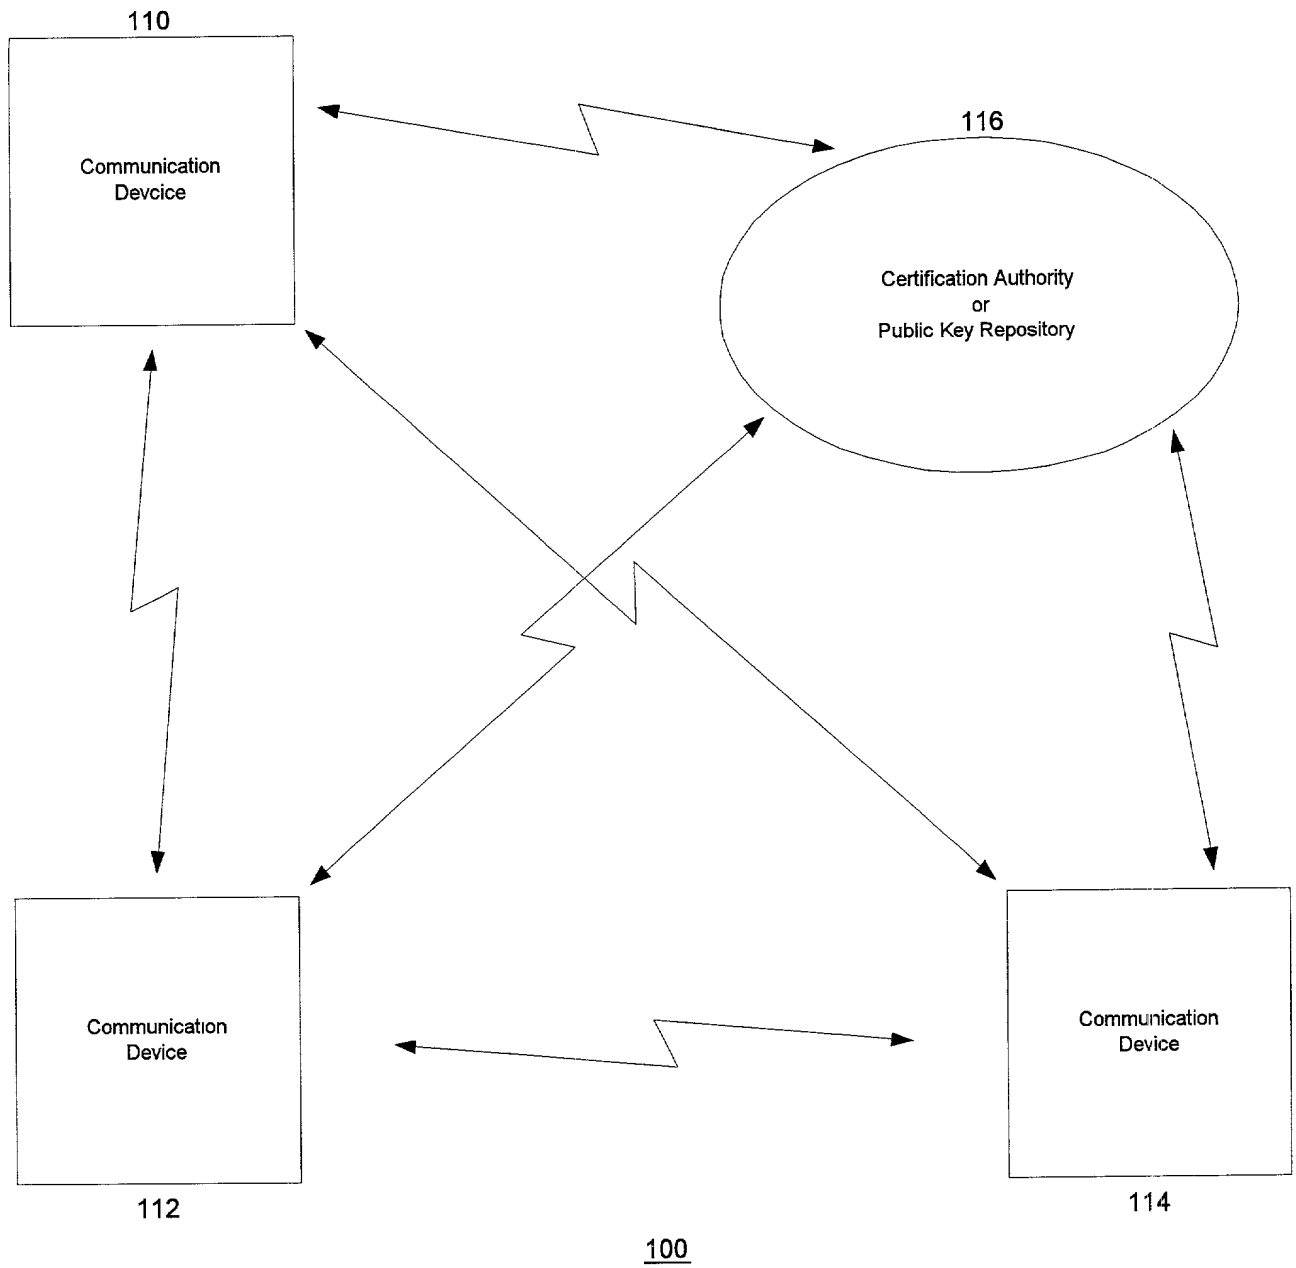 110
Communication
Devcice
116
Certification Authority
or
Public Key Repository
Communication
Device
112
Communication
Device
114
100